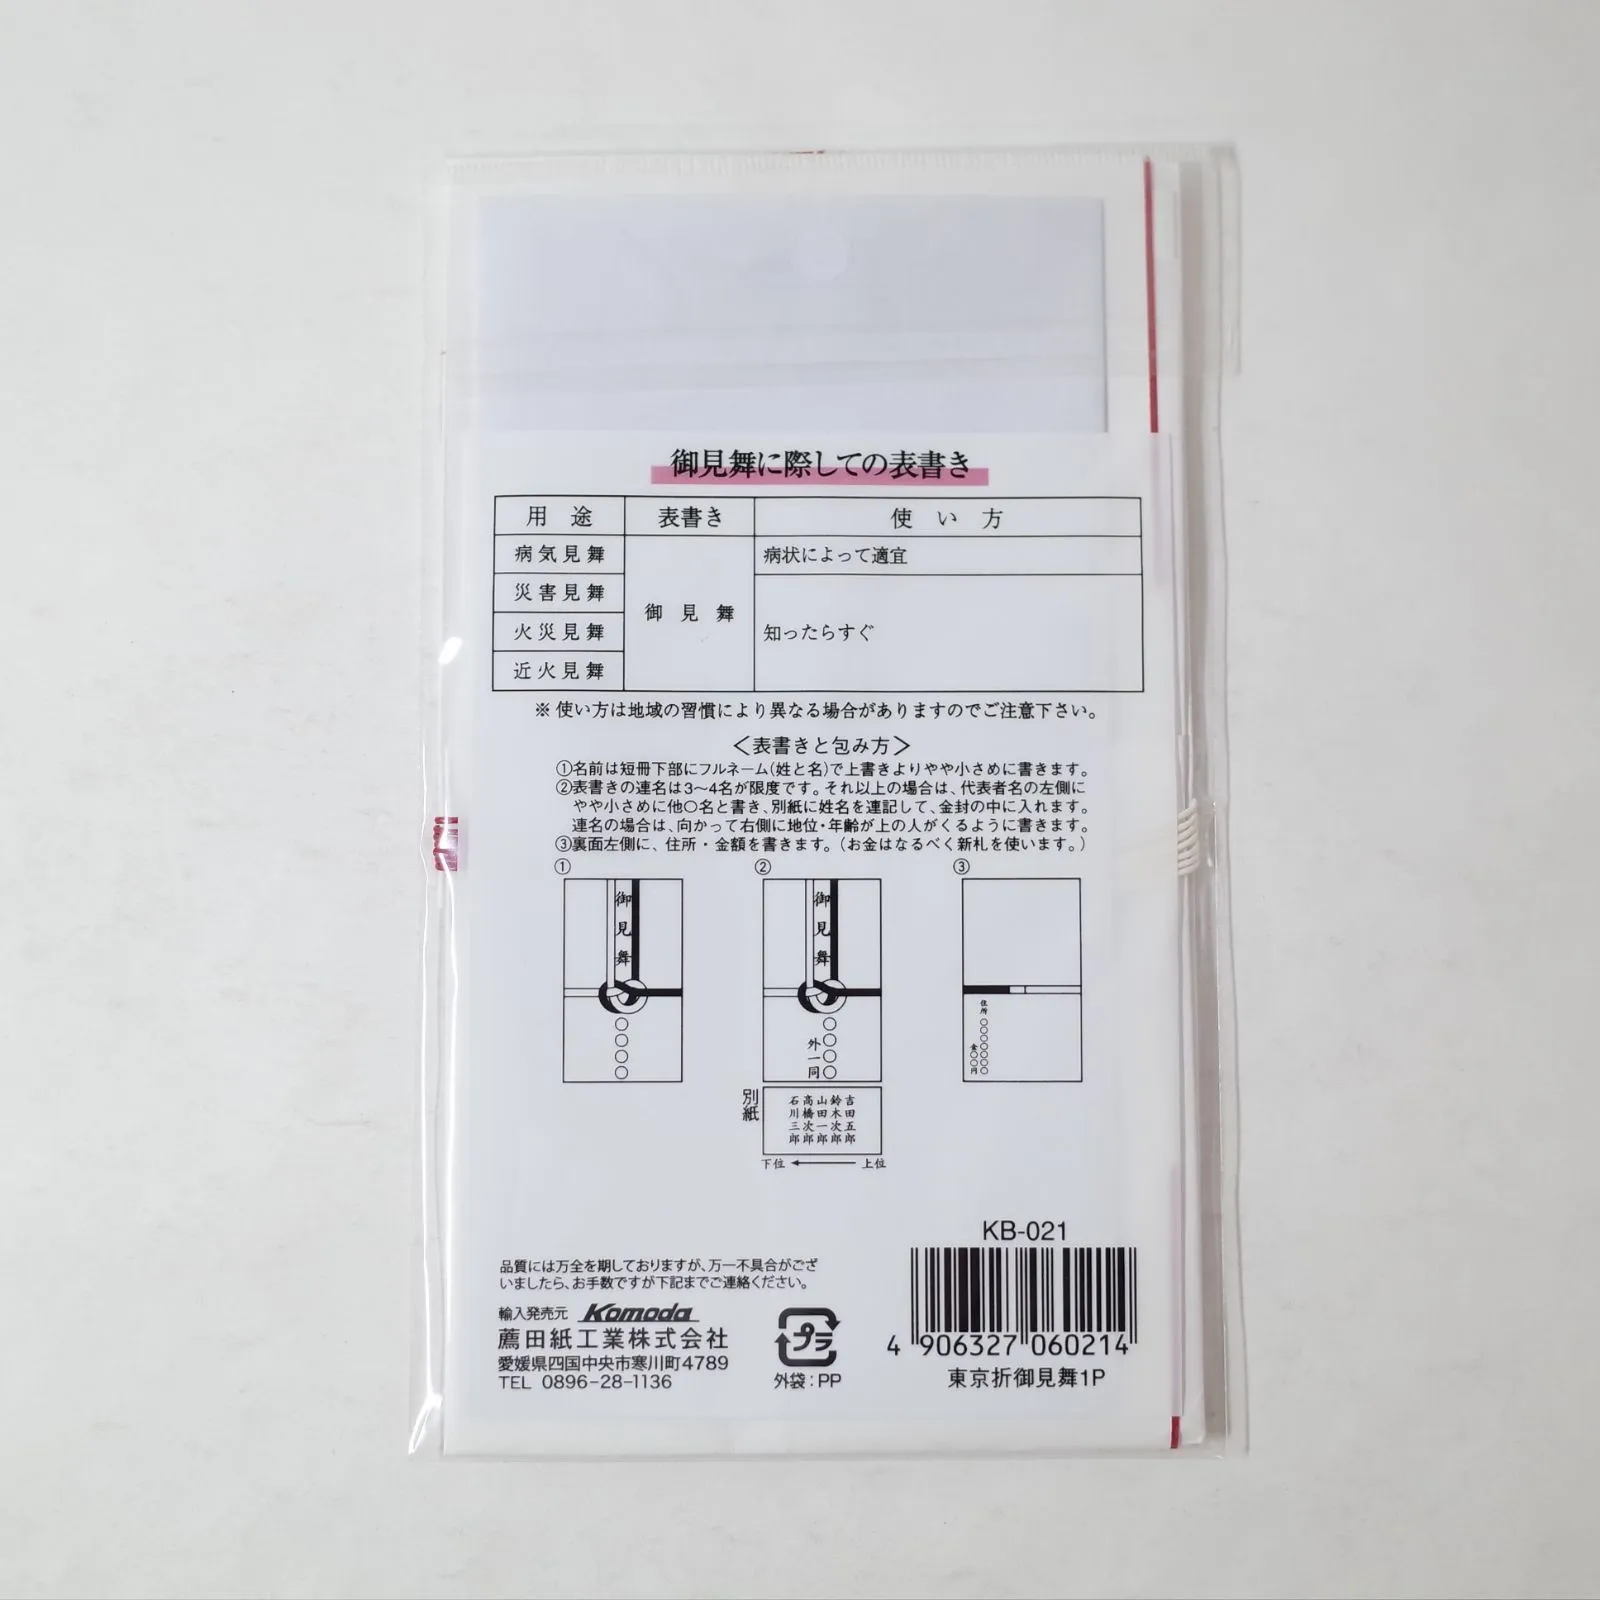 御見舞に際しての表書き
用途 表書き 使い方
病気見舞 御見舞 病状によって適宜
災害見舞
火災見舞 知ったらすぐ
近火見舞
※使い方は地域の習慣により異なる場合がありますのでご注意下さい。
＜表書きと包み方＞
①名前は短冊下部にフルネーム(姓と名)で上書きよりやや小さめに書きます。
②表書きの連名は3〜4名が限度です。それ以上の場合は、代表者名の左側に
やや小さめに他〇名と書き、別紙に姓名を連記して、金封の中に入れます。
連名の場合は、向かって右側に地位・年齢が上の人がくるように書きます。
③裏面左側に、住所・金額を書きます。(お金はなるべく新札を使います。)
① ② ③
御見舞
〇〇〇〇
御見舞
〇〇〇〇
外一同
住所〇〇〇〇〇
金〇〇円
別紙
吉田五郎
鈴木次郎
山田一郎
高橋次郎
石川三郎
下位 ← 上位
KB-021
品質には万全を期しておりますが、万一不具合がござ
いましたら、お手数ですが下記までご連絡ください。
輸入発売元 Komoda
薦田紙工業株式会社
愛媛県四国中央市寒川町4789
TEL 0896-28-1136
プラ
外袋：PP
4 906327 060214
東京折御見舞1P